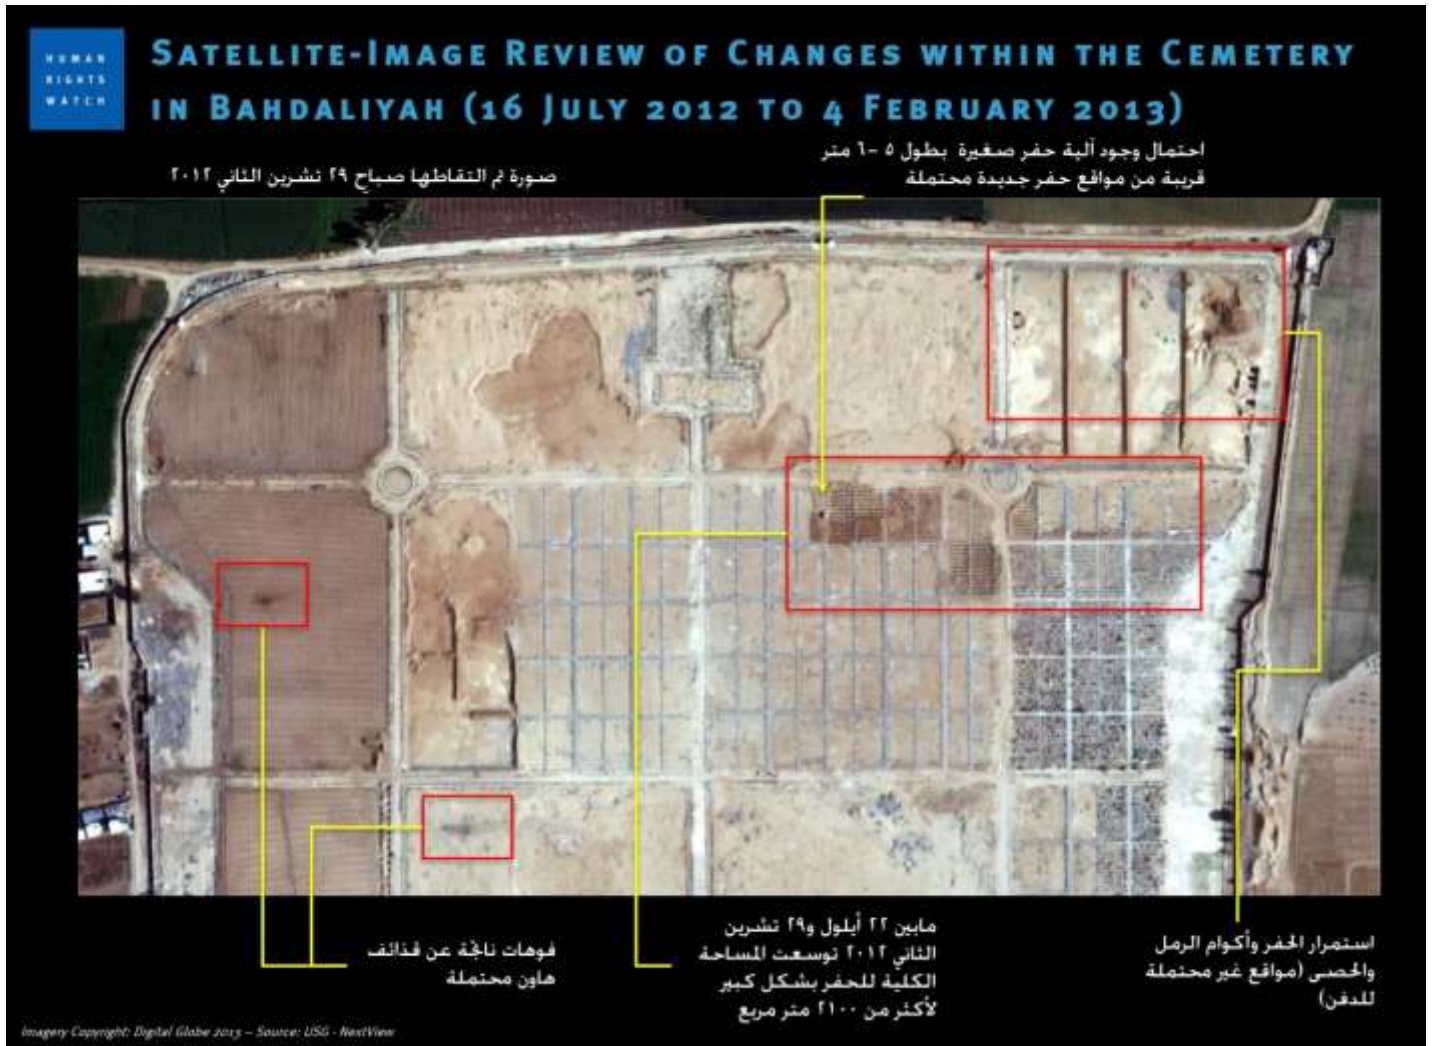 HUMAN
RIGHTS
WATCH
SATELLITE-IMAGE REVIEW OF CHANGES WITHIN THE CEMETERY
IN BAHDALIYAH (16 JULY 2012 TO 4 FEBRUARY 2013)
احتمال وجود آلية حفر صغيرة بطول ٥ -٦ متر
قريبة من مواقع حفر جديدة محتملة
صورة تم التقاطها صباح ٢٩ تشرين الثاني ٢٠١٢
فوهات ناتجة عن قذائف
هاون محتملة
مابين ٢٢ أيلول و٢٩ تشرين
الثاني ٢٠١٢ توسعت المساحة
الكلية للحفر بشكل كبير
لأكثر من ٢١٠٠ متر مربع
استمرار الحفر وأكوام الرمل
والحصى (مواقع غير محتملة
للدفن)
Imagery Copyright: Digital Globe 2013 – Source: USG - NextView